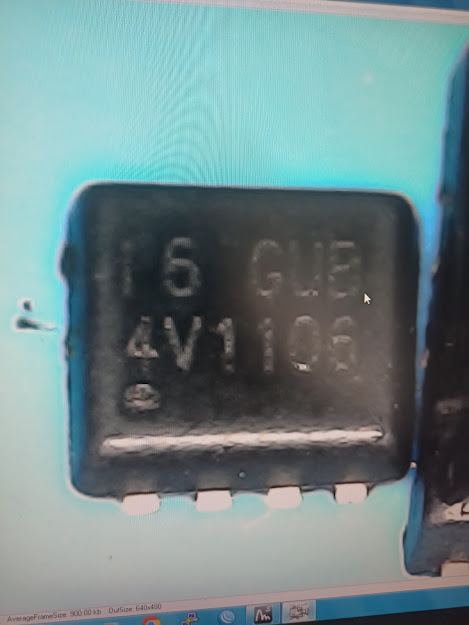 16 GUB
4V1106
AverageFrameSize: 900.00 kb OutSize: 640x480